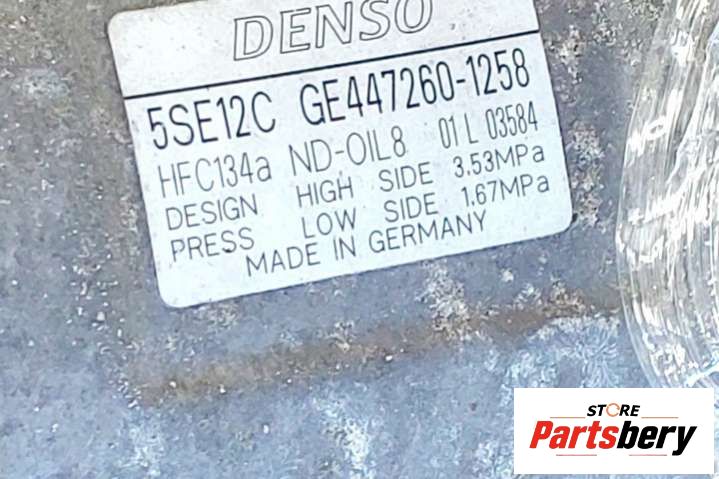 DENSO
5SE12C GE447260-1258
HFC134a ND-OIL8 01 L 03584
DESIGN HIGH SIDE 3.53MPa
PRESS LOW SIDE 1.67MPa
MADE IN GERMANY
STORE
Partsbery